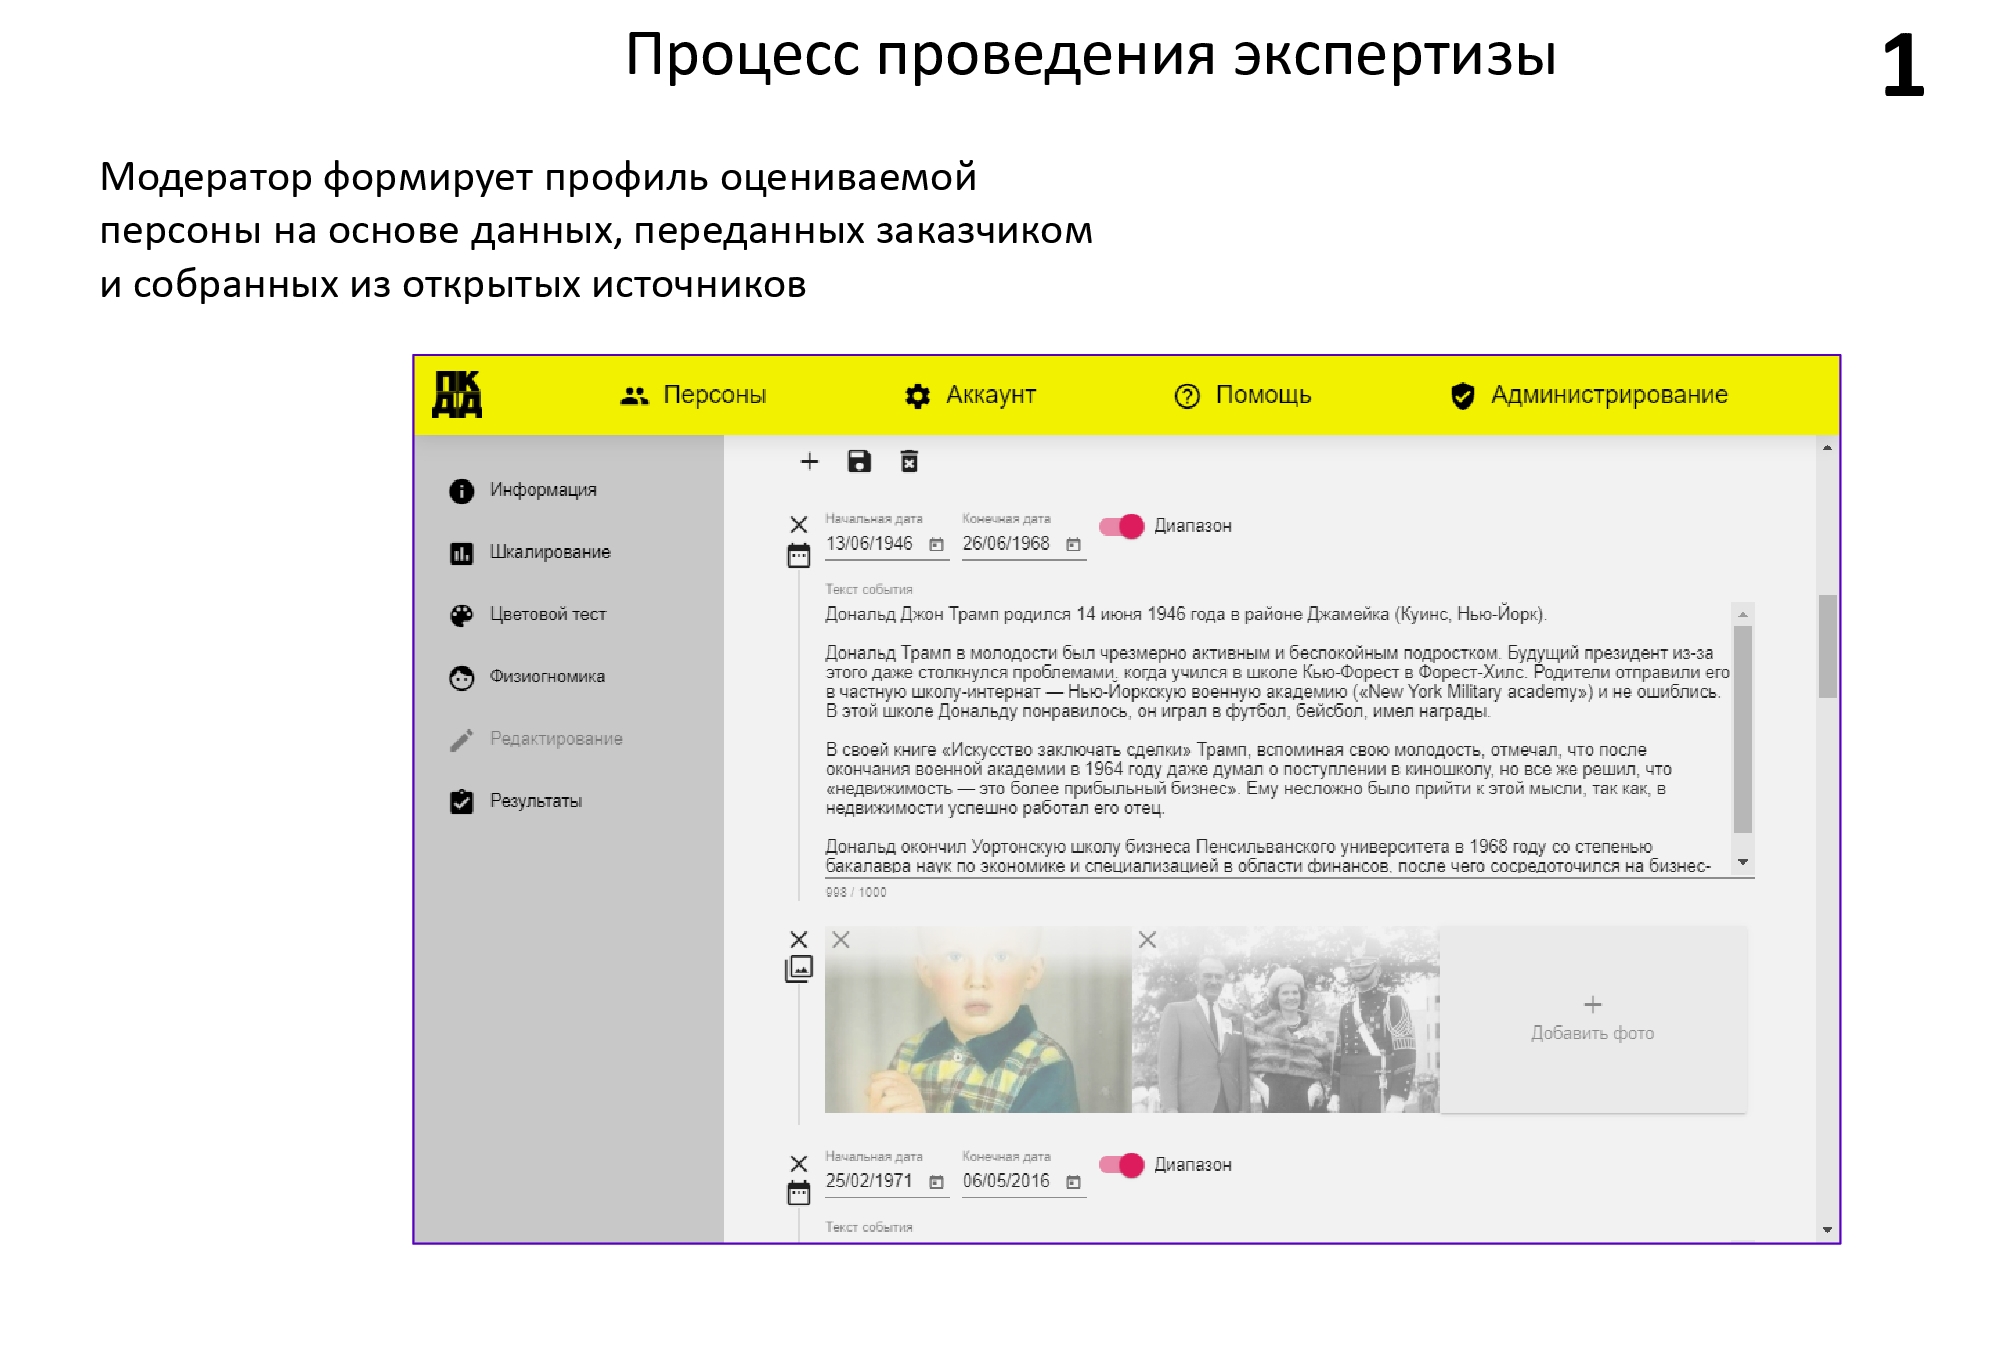 Процесс проведения экспертизы
1
Модератор формирует профиль оцениваемой
персоны на основе данных, переданных заказчиком
и собранных из открытых источников
ПК
ДД
Персоны
Аккаунт
Помощь
Администрирование
Информация
Шкалирование
Цветовой тест
Физиогномика
Редактирование
Результаты
Начальная дата
Конечная дата
13/06/1946
26/06/1968
Диапазон
Текст события
Дональд Джон Трамп родился 14 июня 1946 года в районе Джамейка (Куинс, Нью-Йорк).
Дональд Трамп в молодости был чрезмерно активным и беспокойным подростком. Будущий президент из-за
этого даже столкнулся проблемами, когда учился в школе Кью-Форест в Форест-Хилс. Родители отправили его
в частную школу-интернат — Нью-Йоркскую военную академию («New York Military academy») и не ошиблись.
В этой школе Дональду понравилось, он играл в футбол, бейсбол, имел награды.
В своей книге «Искусство заключать сделки» Трамп, вспоминая свою молодость, отмечал, что после
окончания военной академии в 1964 году даже думал о поступлении в киношколу, но все же решил, что
«недвижимость — это более прибыльный бизнес». Ему несложно было прийти к этой мысли, так как, в
недвижимости успешно работал его отец.
Дональд окончил Уортонскую школу бизнеса Пенсильванского университета в 1968 году со степенью
бакалавра наук по экономике и специализацией в области финансов, после чего сосредоточился на бизнес-
998 / 1000
Добавить фото
Начальная дата
Конечная дата
25/02/1971
06/05/2016
Диапазон
Текст события